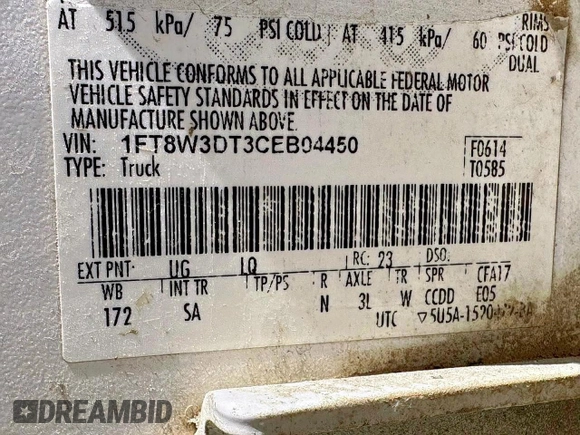 RIMS
AT 515 kPa/ 75 PSI COLD AT 415 kPa/ 60 PSI COLD
DUAL
THIS VEHICLE CONFORMS TO ALL APPLICABLE FEDERAL MOTOR
VEHICLE SAFETY STANDARDS IN EFFECT ON THE DATE OF
MANUFACTURE SHOWN ABOVE.
VIN: 1FT8W3DT3CEB04450
F0614
TYPE: Truck
T0585
EXT PNT: UG LQ RC: 23 DSO:
WB INT TR TP/PS R AXLE TR SPR CFA17
172 SA N 3L W CCDD E05
UTC ▽5U5A-1520
DREAMBID